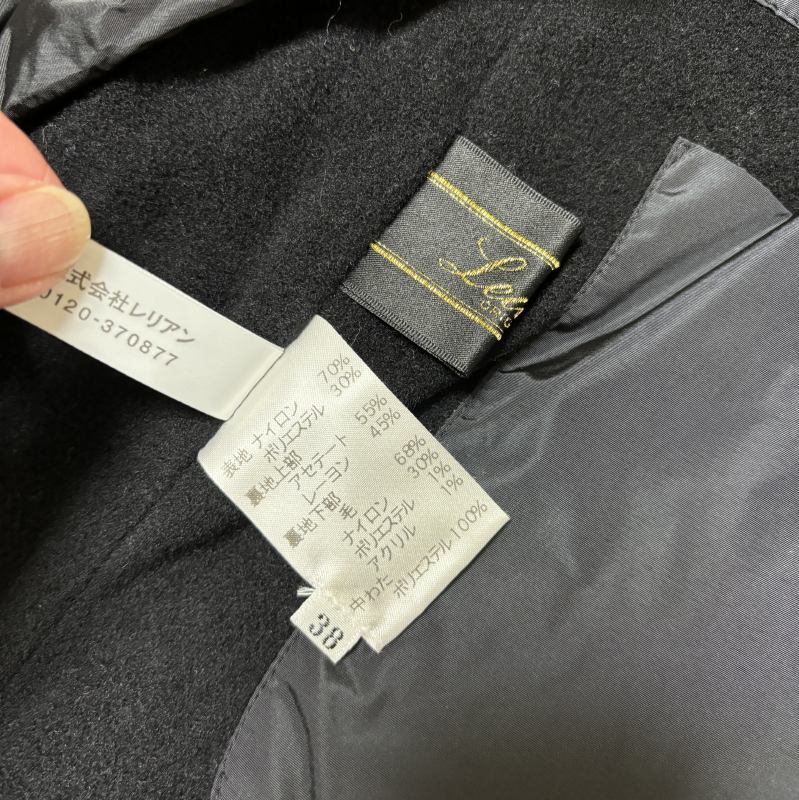 式会社レリアン
0120-370877
表地 ナイロン 70%
ポリエステル 30%
裏地上部
アセテート 55%
レーヨン 45%
裏地下部
毛 68%
ナイロン 30%
ポリエステル 1%
アクリル 1%
中わた ポリエステル 100%
38